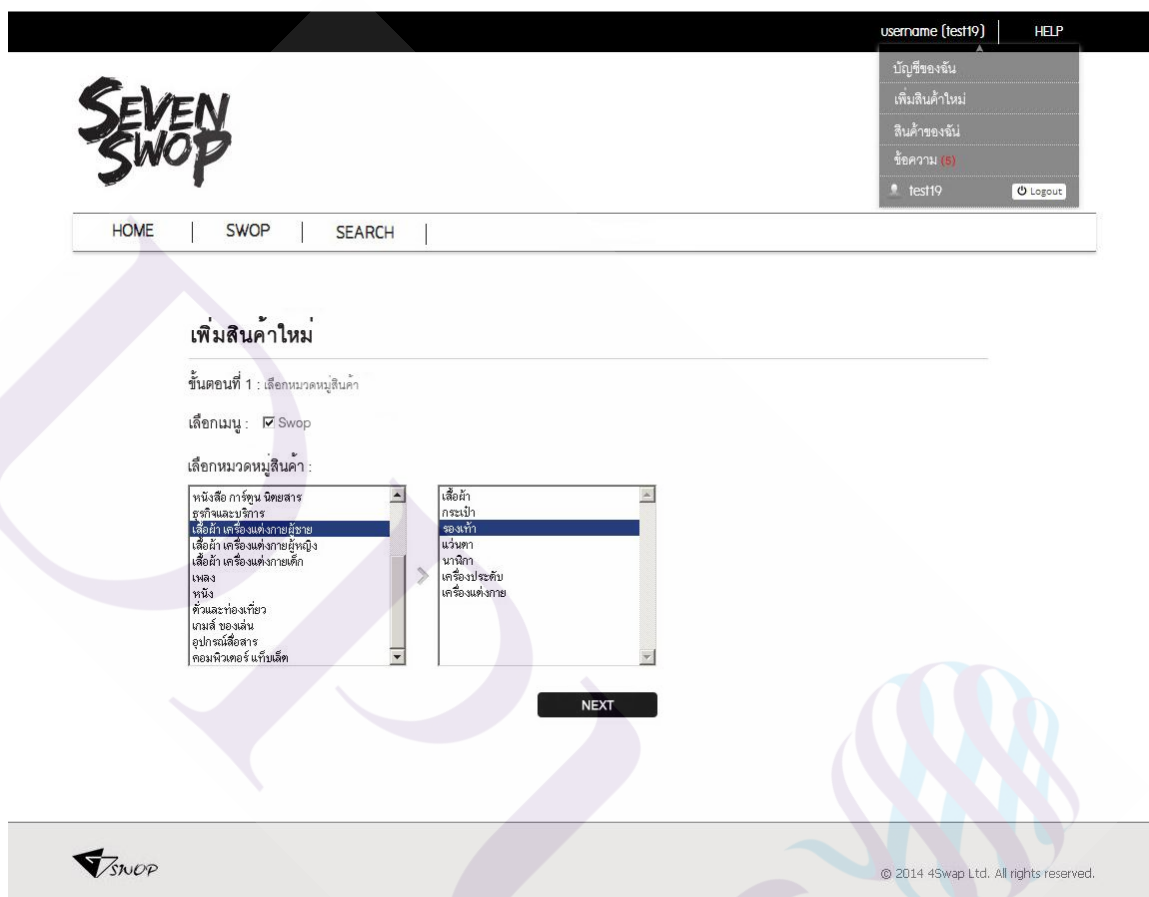 username (test19)
HELP
บัญชีของฉัน
เพิ่มสินค้าใหม่
สินค้าของฉัน่
ข้อความ (5)
test19
Logout
SEVEN
SWOP
HOME
SWOP
SEARCH
เพิ่มสินค้าใหม่
ขั้นตอนที่ 1 : เลือกหมวดหมู่สินค้า
เลือกเมนู : Swop
เลือกหมวดหมู่สินค้า :
หนังสือ การ์ตูน นิตยสาร
ธุรกิจและบริการ
เสื้อผ้า เครื่องแต่งกายผู้ชาย
เสื้อผ้า เครื่องแต่งกายผู้หญิง
เสื้อผ้า เครื่องแต่งกายเด็ก
เพลง
หนัง
ตั๋วและท่องเที่ยว
เกมส์ ของเล่น
อุปกรณ์สื่อสาร
คอมพิวเตอร์ แท็บเล็ต
เสื้อผ้า
กระเป๋า
รองเท้า
แว่นตา
นาฬิกา
เครื่องประดับ
เครื่องแต่งกาย
NEXT
7SWOP
© 2014 4Swap Ltd. All rights reserved.